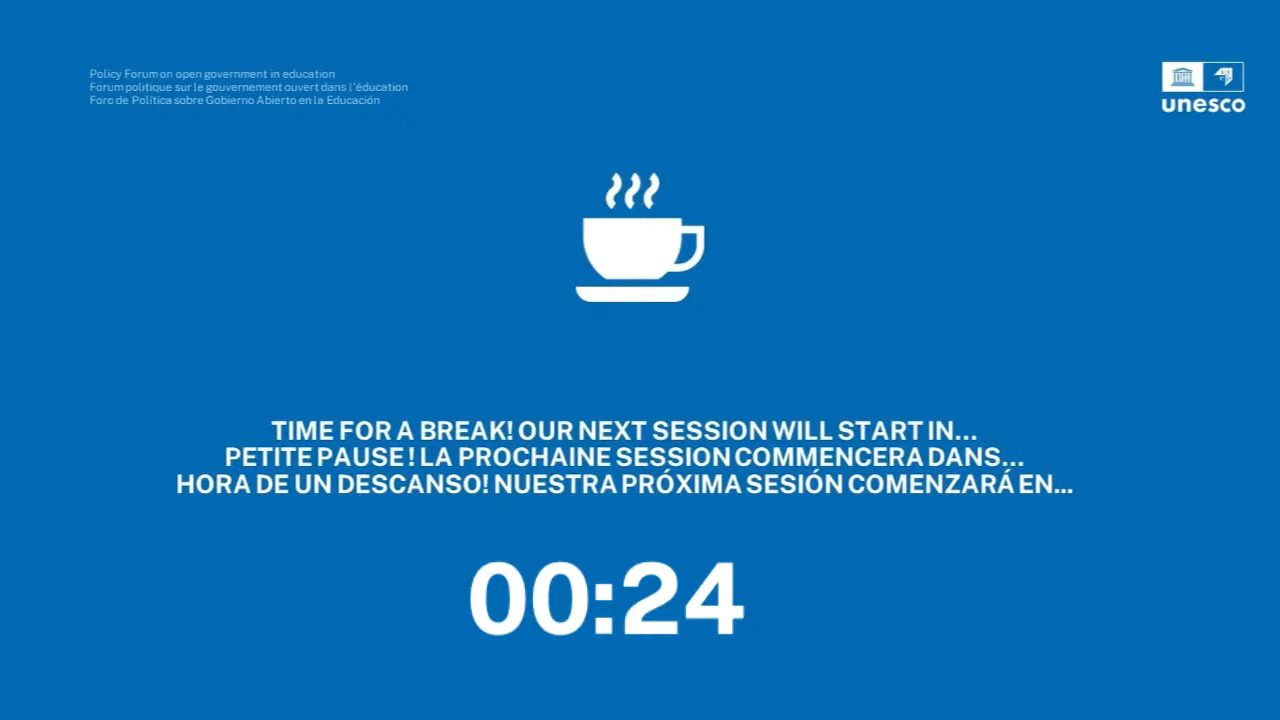 Policy Forum on open government in education
Forum politique sur le gouvernement ouvert dans l'éducation
Foro de Política sobre Gobierno Abierto en la Educación
unesco
TIME FOR A BREAK! OUR NEXT SESSION WILL START IN...
PETITE PAUSE ! LA PROCHAINE SESSION COMMENCERA DANS...
HORA DE UN DESCANSO! NUESTRA PRÓXIMA SESIÓN COMENZARÁ EN...
00:24